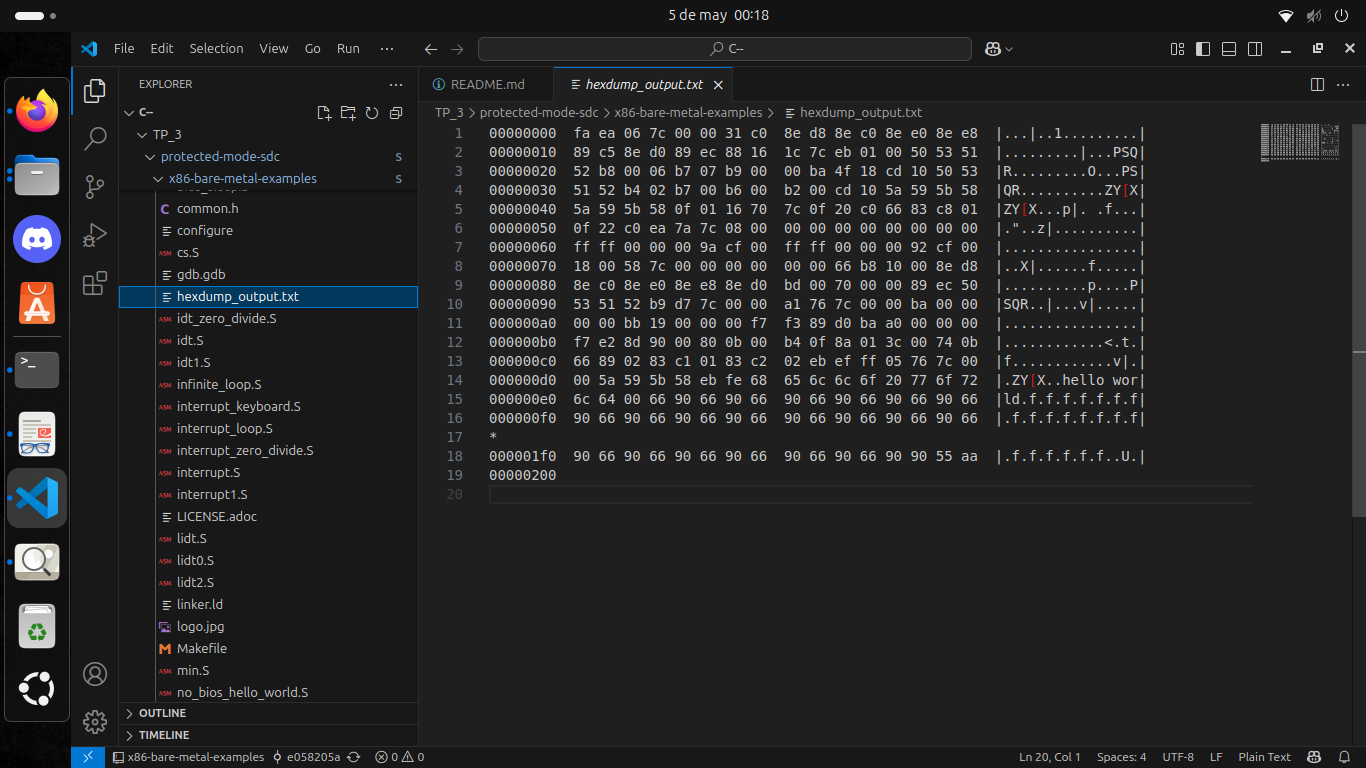 5 de may 00:18
File Edit Selection View Go Run ···
C--
EXPLORER
C--
TP_3
protected-mode-sdc S
x86-bare-metal-examples S
common.h
configure
ASM cs.S
gdb.gdb
hexdump_output.txt
ASM idt_zero_divide.S
ASM idt.S
ASM idt1.S
ASM infinite_loop.S
ASM interrupt_keyboard.S
ASM interrupt_loop.S
ASM interrupt_zero_divide.S
ASM interrupt.S
ASM interrupt1.S
LICENSE.adoc
ASM lidt.S
ASM lidt0.S
ASM lidt2.S
linker.ld
logo.jpg
Makefile
ASM min.S
ASM no_bios_hello_world.S
OUTLINE
TIMELINE
README.md
hexdump_output.txt
TP_3 > protected-mode-sdc > x86-bare-metal-examples > hexdump_output.txt
1 00000000 fa ea 06 7c 00 00 31 c0 8e d8 8e c0 8e e0 8e e8 |...|..1.........|
2 00000010 89 c5 8e d0 89 ec 88 16 1c 7c eb 01 00 50 53 51 |.........|...PSQ|
3 00000020 52 b8 00 06 b7 07 b9 00 00 ba 4f 18 cd 10 50 53 |R.........O...PS|
4 00000030 51 52 b4 02 b7 00 b6 00 b2 00 cd 10 5a 59 5b 58 |QR..........ZY[X|
5 00000040 5a 59 5b 58 0f 01 16 70 7c 0f 20 c0 66 83 c8 01 |ZY[X...p|. .f...|
6 00000050 0f 22 c0 ea 7a 7c 08 00 00 00 00 00 00 00 00 00 |."..z|..........|
7 00000060 ff ff 00 00 00 9a cf 00 ff ff 00 00 00 92 cf 00 |................|
8 00000070 18 00 58 7c 00 00 00 00 00 00 66 b8 10 00 8e d8 |..X|......f.....|
9 00000080 8e c0 8e e0 8e e8 8e d0 bd 00 70 00 00 89 ec 50 |..........p....P|
10 00000090 53 51 52 b9 d7 7c 00 00 a1 76 7c 00 00 ba 00 00 |SQR..|...v|.....|
11 000000a0 00 00 bb 19 00 00 00 f7 f3 89 d0 ba a0 00 00 00 |................|
12 000000b0 f7 e2 8d 90 00 80 0b 00 b4 0f 8a 01 3c 00 74 0b |............<.t.|
13 000000c0 66 89 02 83 c1 01 83 c2 02 eb ef ff 05 76 7c 00 |f............v|.|
14 000000d0 00 5a 59 5b 58 eb fe 68 65 6c 6c 6f 20 77 6f 72 |.ZY[X..hello wor|
15 000000e0 6c 64 00 66 90 66 90 66 90 66 90 66 90 66 90 66 |ld.f.f.f.f.f.f.f|
16 000000f0 90 66 90 66 90 66 90 66 90 66 90 66 90 66 90 66 |.f.f.f.f.f.f.f.f|
17 *
18 000001f0 90 66 90 66 90 66 90 66 90 66 90 66 90 90 55 aa |.f.f.f.f.f.f..U.|
19 00000200
20
x86-bare-metal-examples e058205a 0 0 Ln 20, Col 1 Spaces: 4 UTF-8 LF Plain Text